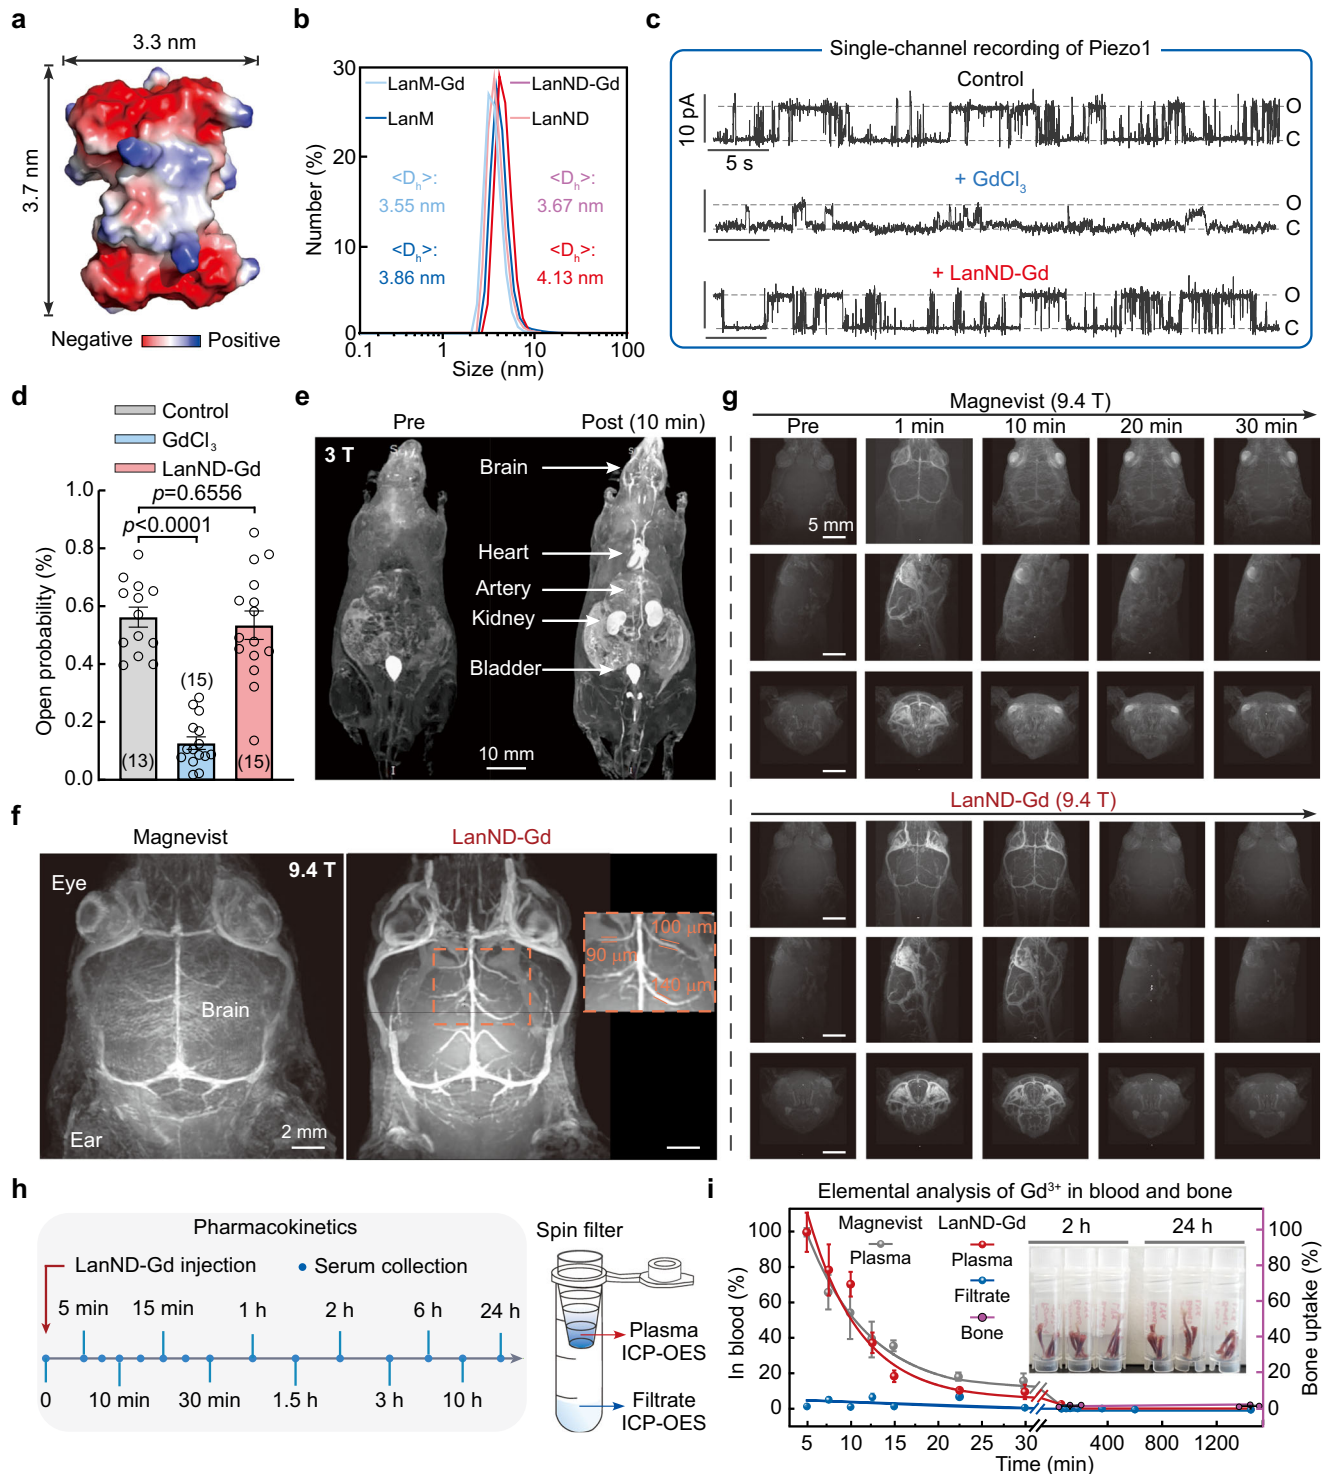 a
3.3 nm
3.7 nm
Negative
Positive
b
30
20
10
0
Number (%)
LanM-Gd
LanND-Gd
LanM
LanND
<Dh>:
3.55 nm
<Dh>:
3.67 nm
<Dh>:
3.86 nm
<Dh>:
4.13 nm
0.1
1
10
100
Size (nm)
c
Single-channel recording of Piezo1
Control
10 pA
5 s
O
C
+ GdCl3
O
C
+ LanND-Gd
O
C
d
Control
GdCl3
LanND-Gd
Open probability (%)
1.0
0.8
0.6
0.4
0.2
0.0
p=0.6556
p<0.0001
(13)
(15)
(15)
e
Pre
Post (10 min)
3 T
S
S
Brain
Heart
Artery
Kidney
Bladder
10 mm
I
I
f
Magnevist
LanND-Gd
9.4 T
Eye
Brain
Ear
2 mm
100 μm
90 μm
140 μm
g
Magnevist (9.4 T)
Pre
1 min
10 min
20 min
30 min
5 mm
LanND-Gd (9.4 T)
h
Pharmacokinetics
LanND-Gd injection
Serum collection
5 min
15 min
1 h
2 h
6 h
24 h
0
10 min
30 min
1.5 h
3 h
10 h
Spin filter
Plasma
ICP-OES
Filtrate
ICP-OES
i
Elemental analysis of Gd³⁺ in blood and bone
In blood (%)
100
80
60
40
20
0
Magnevist
Plasma
LanND-Gd
Plasma
Filtrate
Bone
2 h
24 h
100
80
60
40
20
0
Bone uptake (%)
5
10
15
20
25
30
400
800
1200
Time (min)